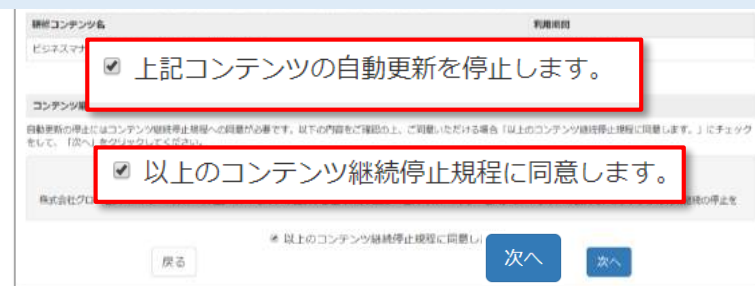 研修コンテンツ名 利用期間
ビジネスマナ
上記コンテンツの自動更新を停止します。
コンテンツ
自動更新の停止にはコンテンツ継続停止規程への同意が必要です。以下の内容をご確認の上、ご同意いただける場合「以上のコンテンツ継続停止規程に同意します。」にチェック
をして、「次へ」をクリックしてください。
以上のコンテンツ継続停止規程に同意します。
株式会社グロ 継続の停止を
以上のコンテンツ継続停止規程に同意し
戻る 次へ 次へ